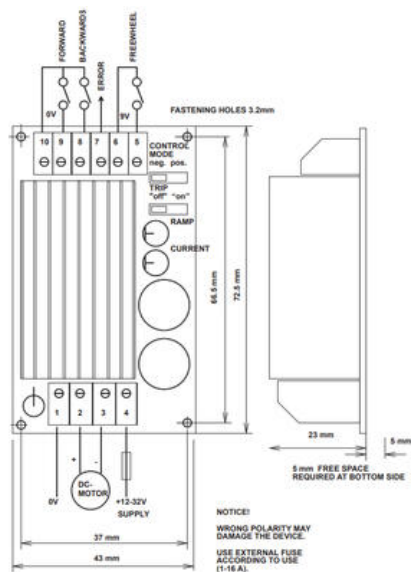 FORWARD
BACKWARDS
ERROR
FREEWHEEL
0V
9V
FASTENING HOLES 3.2mm
10 9 8 7 6 5
CONTROL
MODE
neg. pos.
TRIP
"off" "on"
RAMP
CURRENT
66.5 mm
72.5 mm
1 2 3 4
23 mm
5 mm
5 mm FREE SPACE
REQUIRED AT BOTTOM SIDE
+ -
DC-
MOTOR
0V
+12-32V
SUPPLY
37 mm
43 mm
NOTICE!
WRONG POLARITY MAY
DAMAGE THE DEVICE.
USE EXTERNAL FUSE
ACCORDING TO USE
(1-16 A).